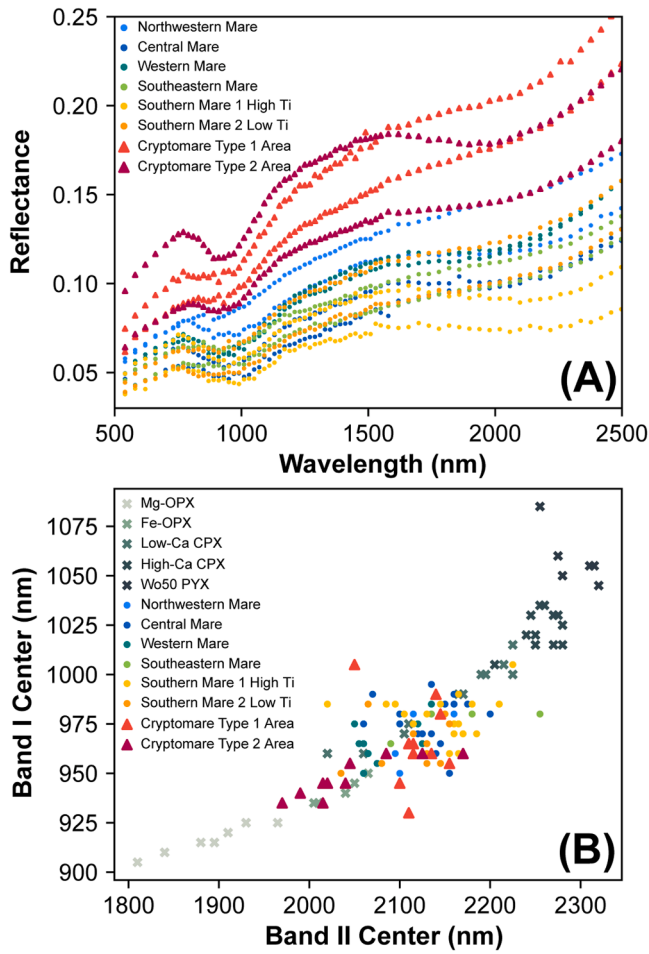 0.25
0.20
0.15
0.10
0.05
Reflectance
Northwestern Mare
Central Mare
Western Mare
Southeastern Mare
Southern Mare 1 High Ti
Southern Mare 2 Low Ti
Cryptomare Type 1 Area
Cryptomare Type 2 Area
(A)
500 1000 1500 2000 2500
Wavelength (nm)
1075
1050
1025
1000
975
950
925
900
Band I Center (nm)
Mg-OPX
Fe-OPX
Low-Ca CPX
High-Ca CPX
Wo50 PYX
Northwestern Mare
Central Mare
Western Mare
Southeastern Mare
Southern Mare 1 High Ti
Southern Mare 2 Low Ti
Cryptomare Type 1 Area
Cryptomare Type 2 Area
(B)
1800 1900 2000 2100 2200 2300
Band II Center (nm)